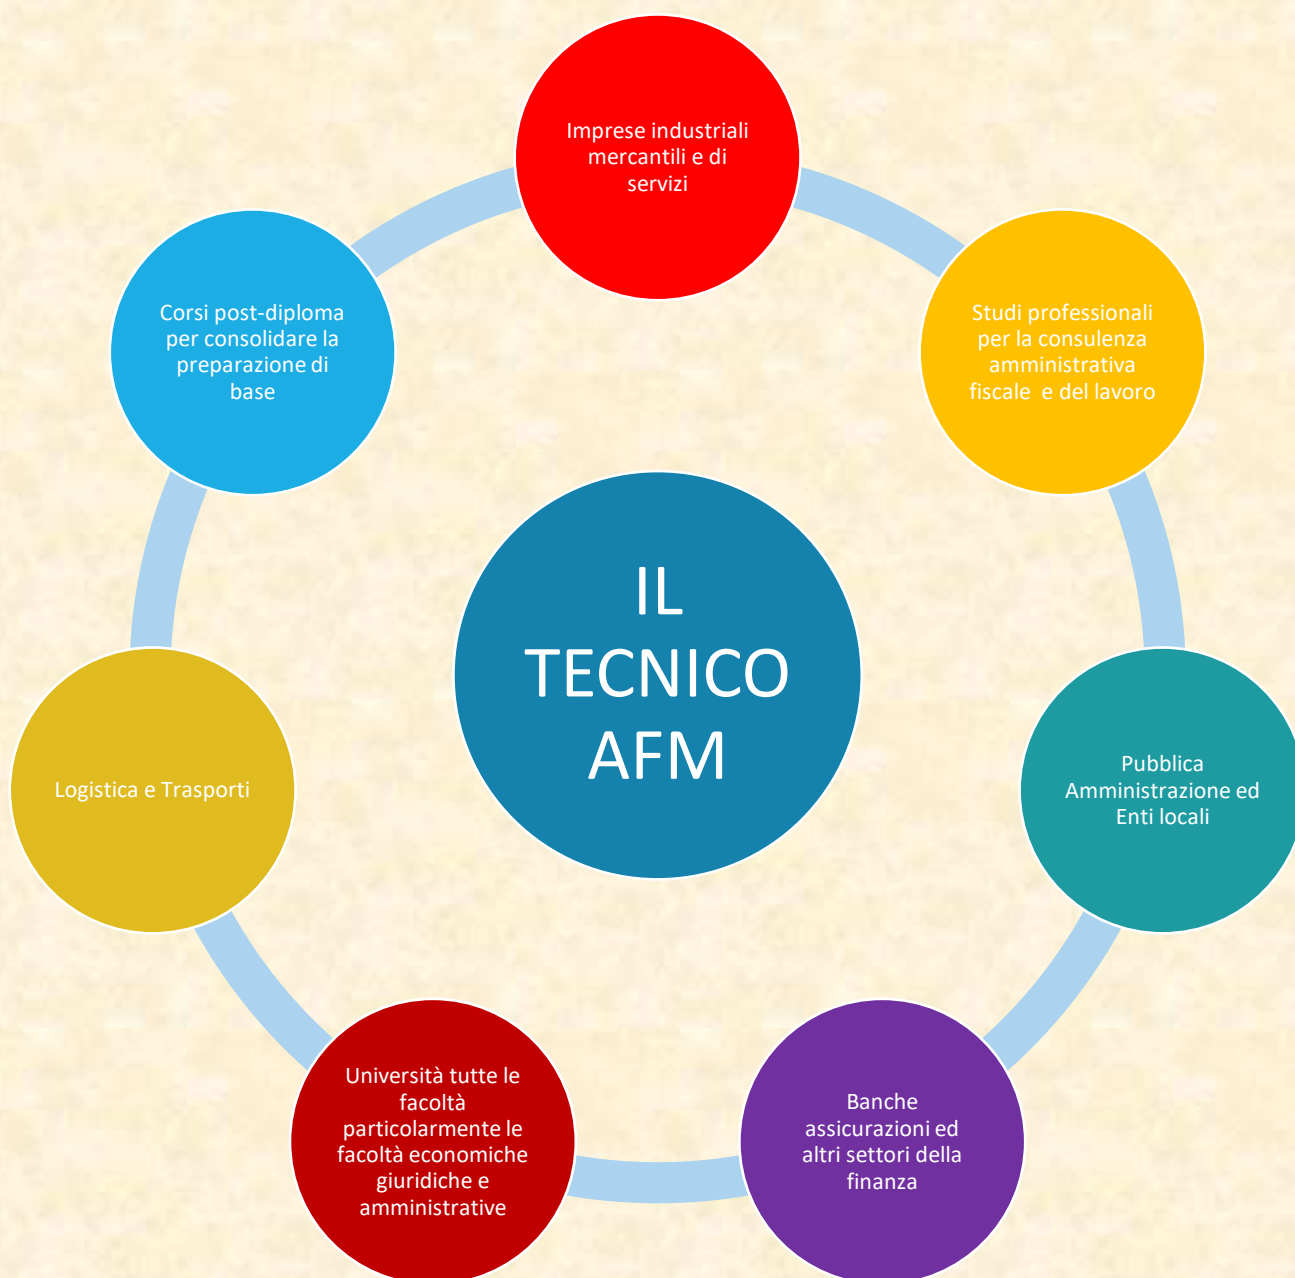 Imprese industriali
mercantili e di
servizi
Studi professionali
per la consulenza
amministrativa
fiscale  e del lavoro
Pubblica
Amministrazione ed
Enti locali
Banche
assicurazioni ed
altri settori della
finanza
Università tutte le
facoltà
particolarmente le
facoltà economiche
giuridiche e
amministrative
Logistica e Trasporti
Corsi post-diploma
per consolidare la
preparazione di
base
IL
TECNICO
AFM